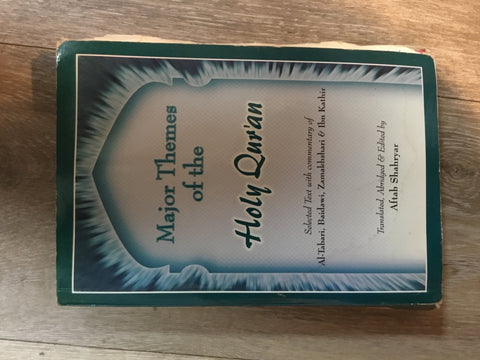 Major Themes
of the
Holy Qur'an
Selected Text with commentary of
Al-Tabari, Baidawi, Zamakhshari & Ibn Kathir
Translated, Abridged & Edited by
Aftab Shahryar